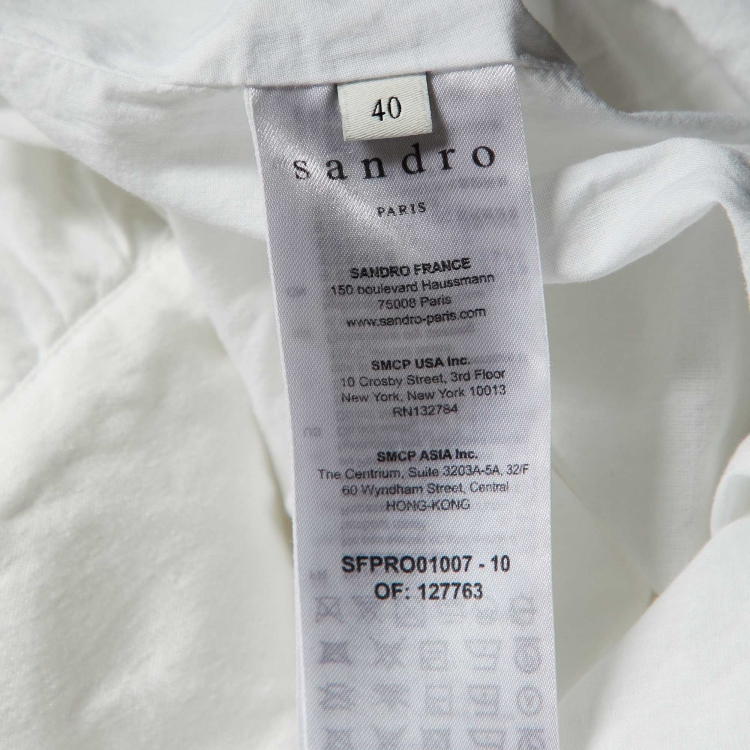 40
sandro
PARIS
SANDRO FRANCE
150 boulevard Haussmann
75008 Paris
www.sandro-paris.com
SMCP USA Inc.
10 Crosby Street, 3rd Floor
New York, New York 10013
RN132784
SMCP ASIA Inc.
The Centrium, Suite 3203A-5A, 32/F
60 Wyndham Street, Central
HONG-KONG
SFPRO01007 - 10
OF: 127763